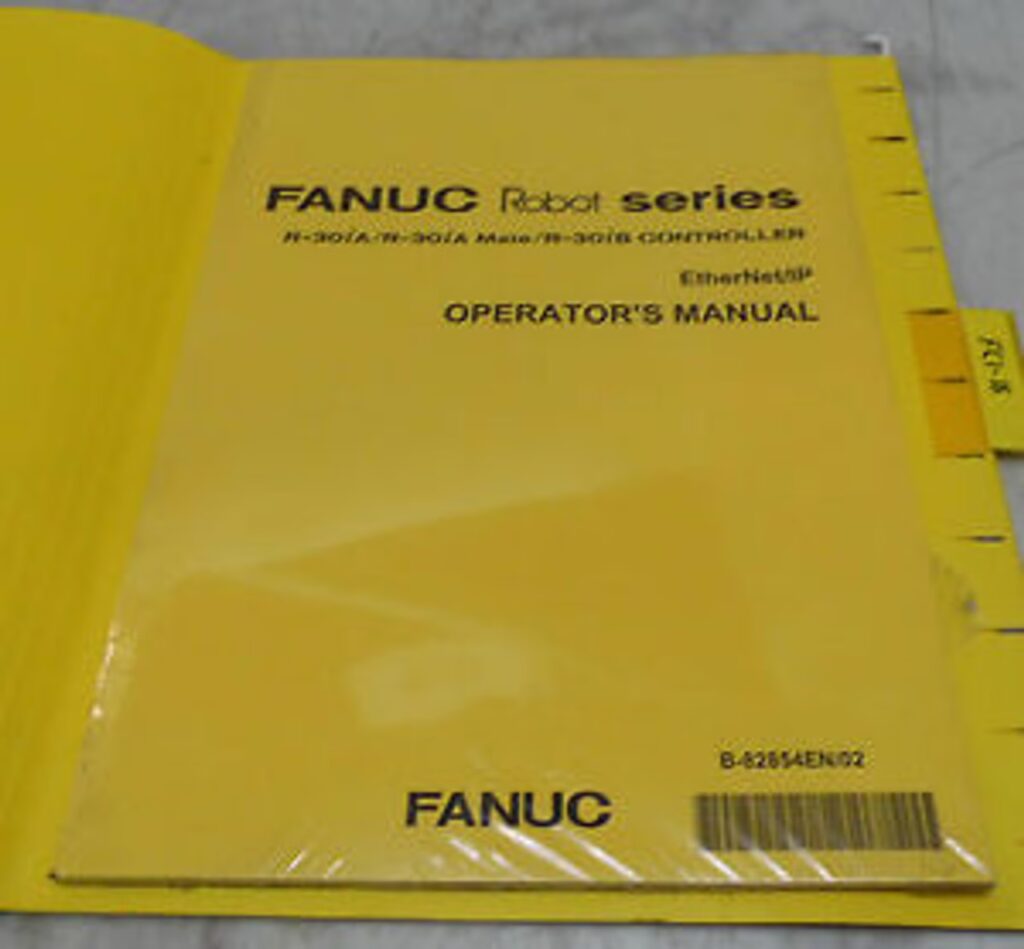 FANUC Robot series
R-30iA/R-30iA Mate/R-30iB CONTROLLER
EtherNet/IP
OPERATOR'S MANUAL
B-82854EN/02
FANUC